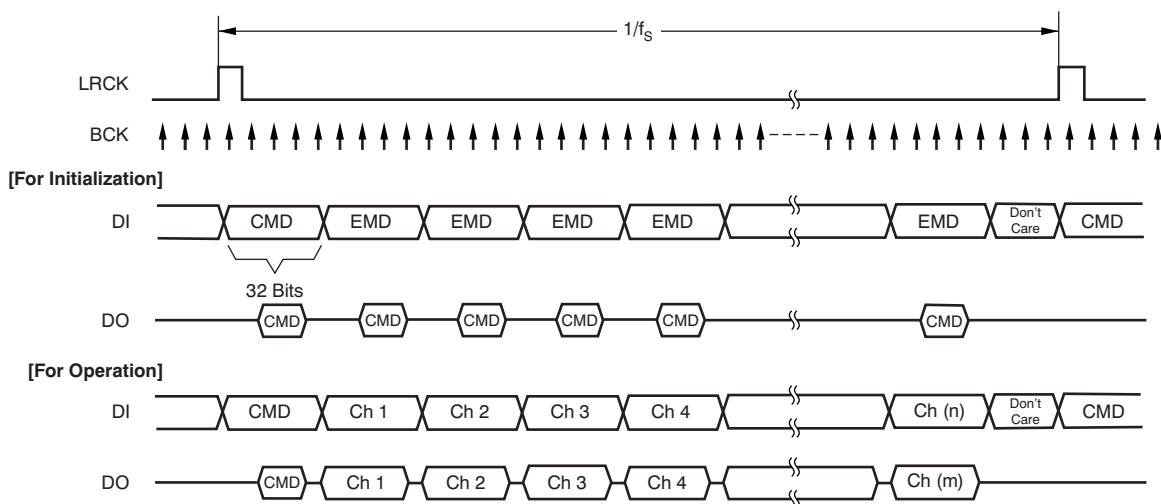 1/fS
LRCK
BCK
[For Initialization]
DI CMD EMD EMD EMD EMD EMD Don't Care CMD
32 Bits
DO CMD CMD CMD CMD CMD CMD
[For Operation]
DI CMD Ch 1 Ch 2 Ch 3 Ch 4 Ch (n) Don't Care CMD
DO CMD Ch 1 Ch 2 Ch 3 Ch 4 Ch (m)